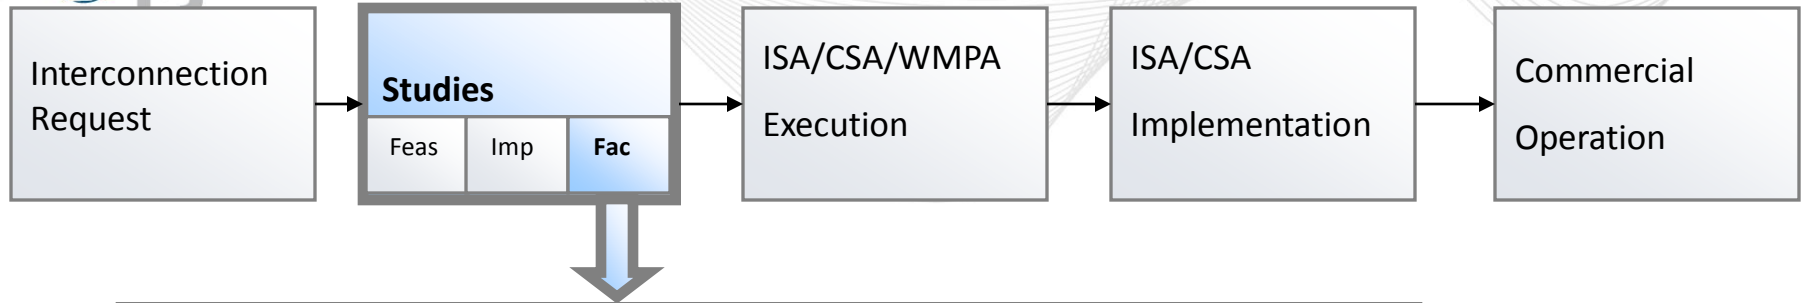 Interconnection
Request
Studies
Feas
Imp
Fac
ISA/CSA/WMPA
Execution
ISA/CSA
Implementation
Commercial
Operation